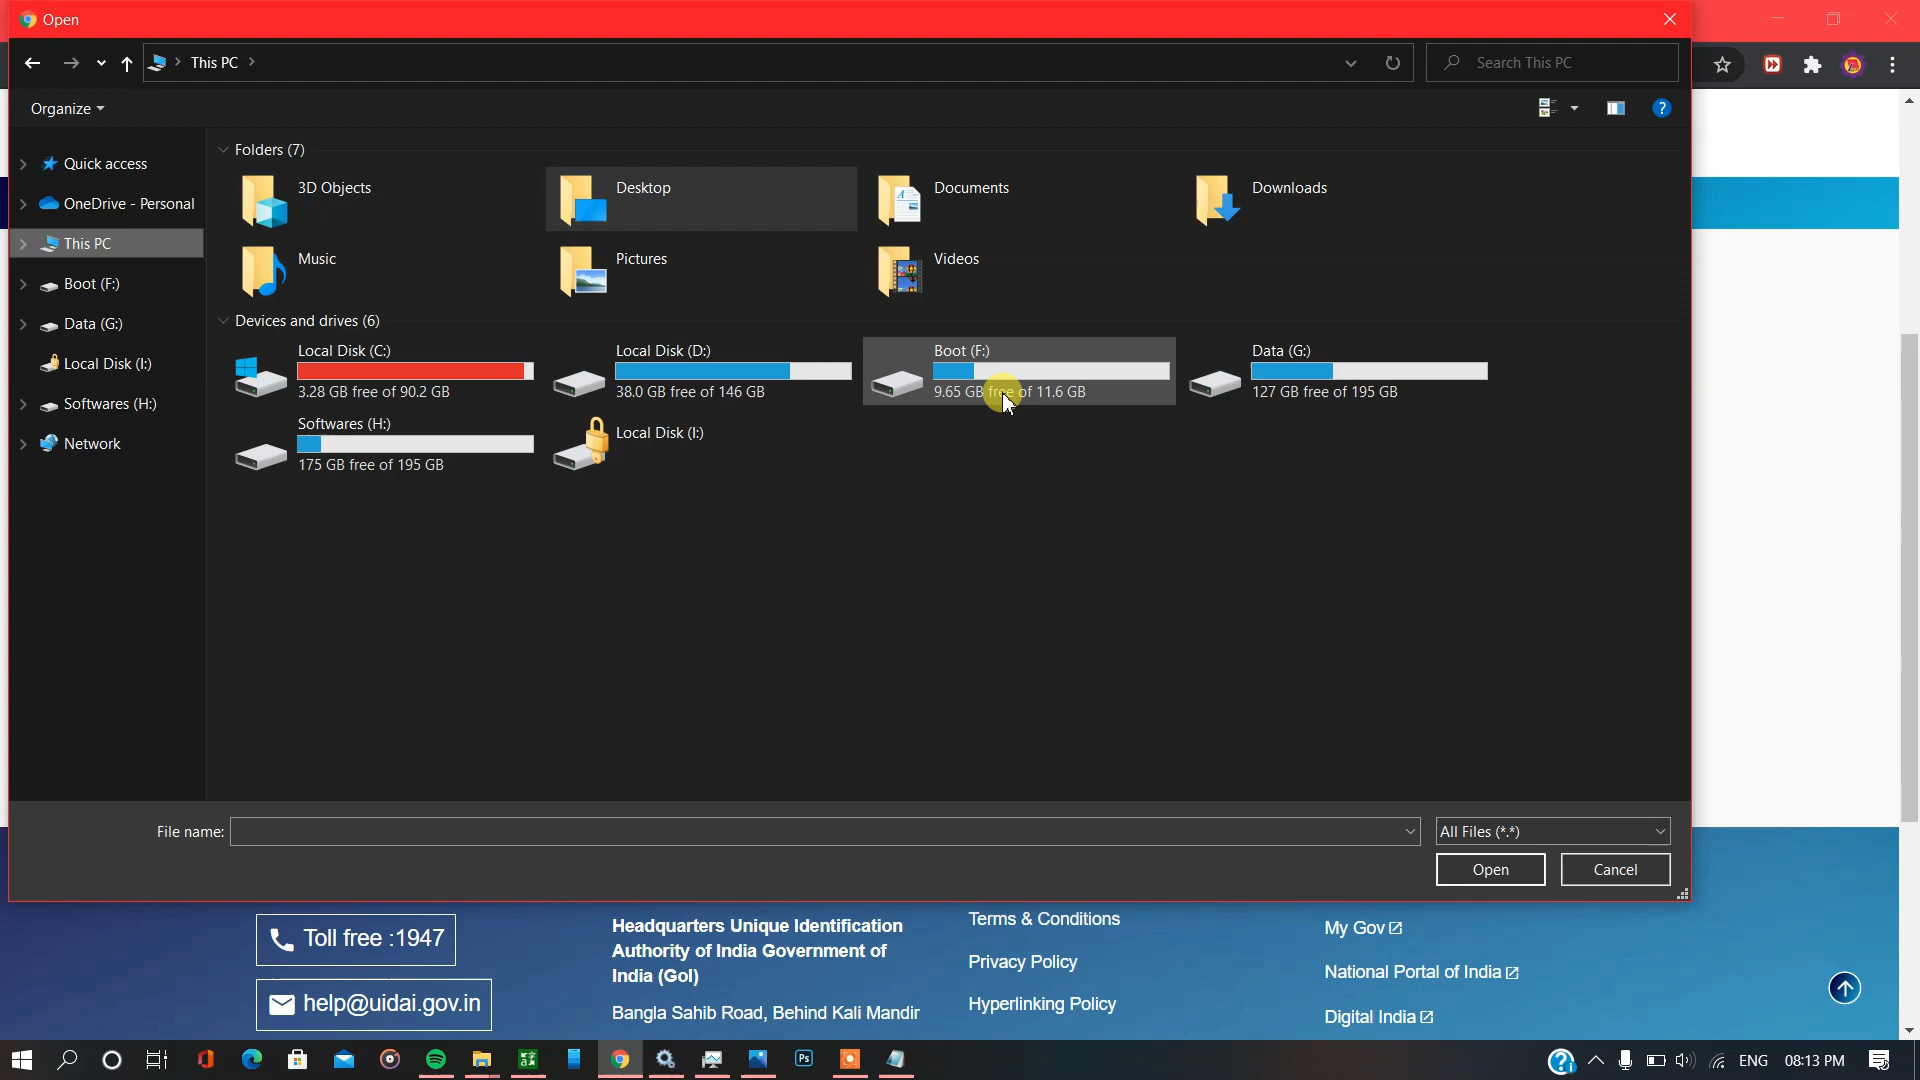 Open
This PC
Search This PC
Organize
Quick access
OneDrive - Personal
This PC
Boot (F:)
Data (G:)
Local Disk (I:)
Softwares (H:)
Network
Folders (7)
3D Objects
Desktop
Documents
Downloads
Music
Pictures
Videos
Devices and drives (6)
Local Disk (C:)
3.28 GB free of 90.2 GB
Local Disk (D:)
38.0 GB free of 146 GB
Boot (F:)
9.65 GB free of 11.6 GB
Data (G:)
127 GB free of 195 GB
Softwares (H:)
175 GB free of 195 GB
Local Disk (I:)
File name:
All Files (*.*)
Open
Cancel
Toll free :1947
help@uidai.gov.in
Headquarters Unique Identification
Authority of India Government of
India (GoI)
Bangla Sahib Road, Behind Kali Mandir
Terms & Conditions
Privacy Policy
Hyperlinking Policy
My Gov
National Portal of India
Digital India
Ps
ENG
08:13 PM